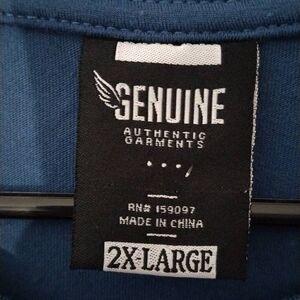 GENUINE
AUTHENTIC
GARMENTS
RN# 159097
MADE IN CHINA
2X-LARGE